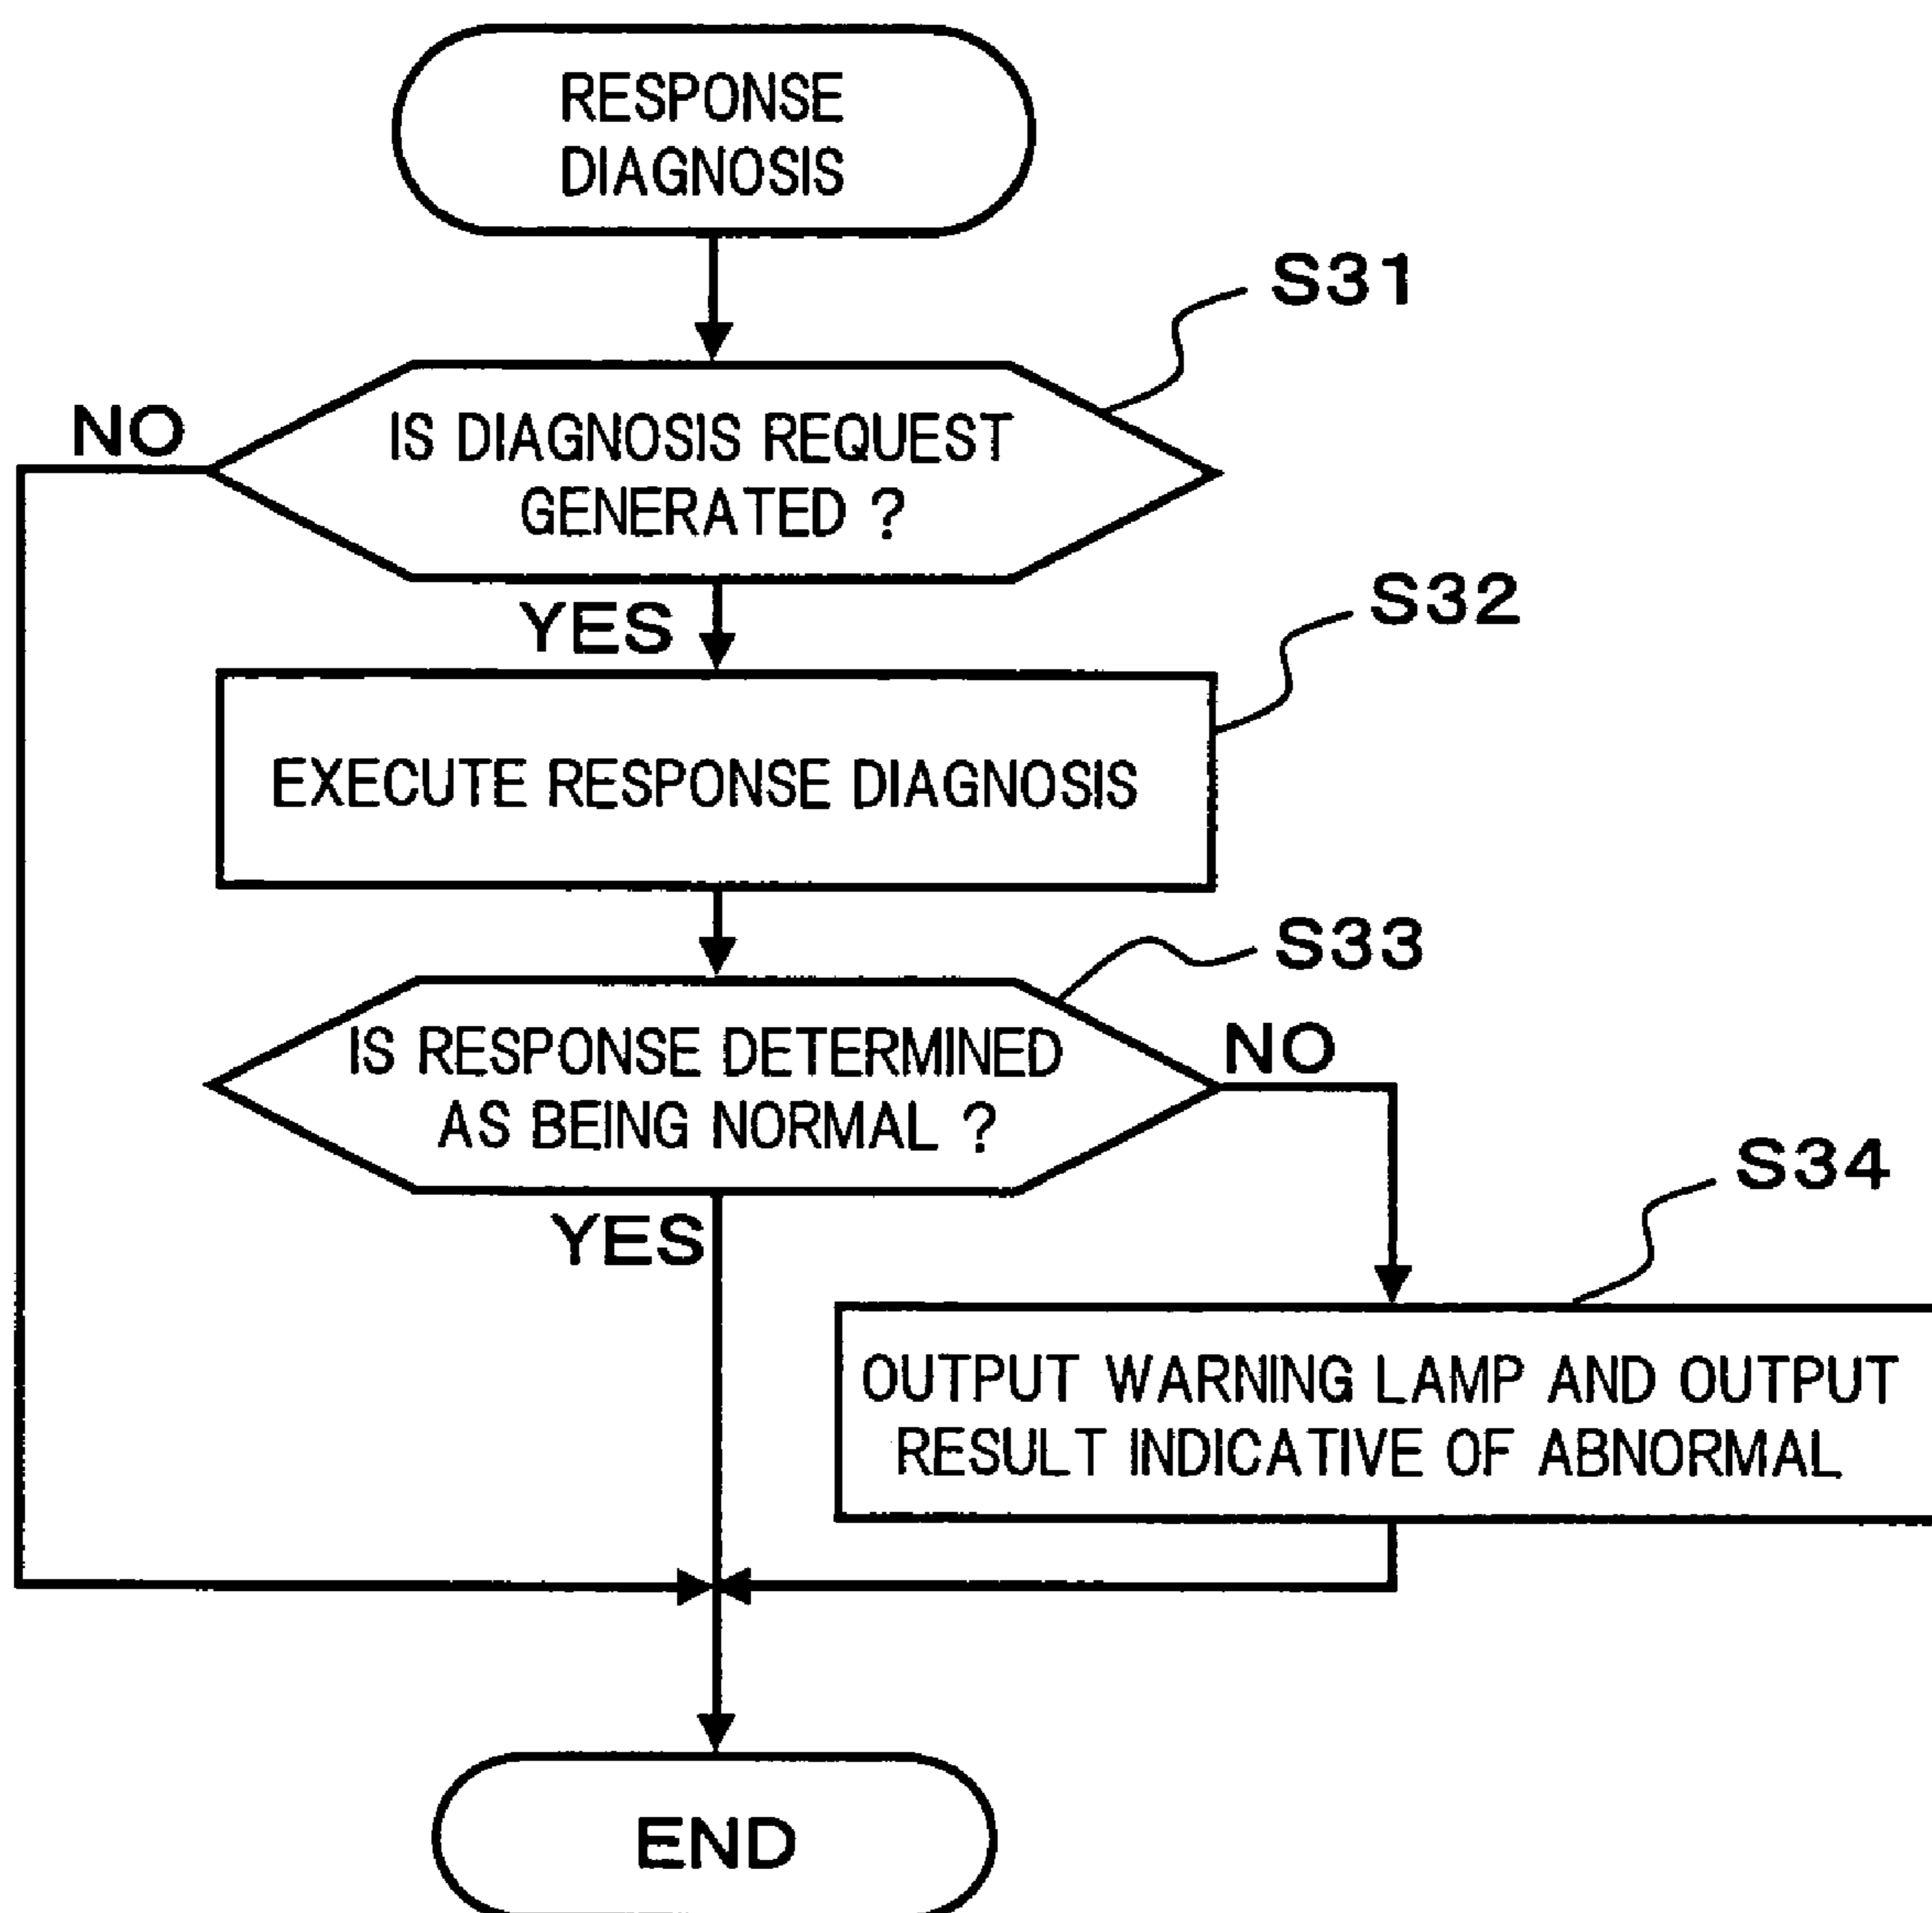 RESPONSE
DIAGNOSIS
S31
NO
IS DIAGNOSIS REQUEST
GENERATED ?
YES
S32
EXECUTE RESPONSE DIAGNOSIS
S33
IS RESPONSE DETERMINED
AS BEING NORMAL ?
NO
YES
S34
OUTPUT WARNING LAMP AND OUTPUT
RESULT INDICATIVE OF ABNORMAL
END